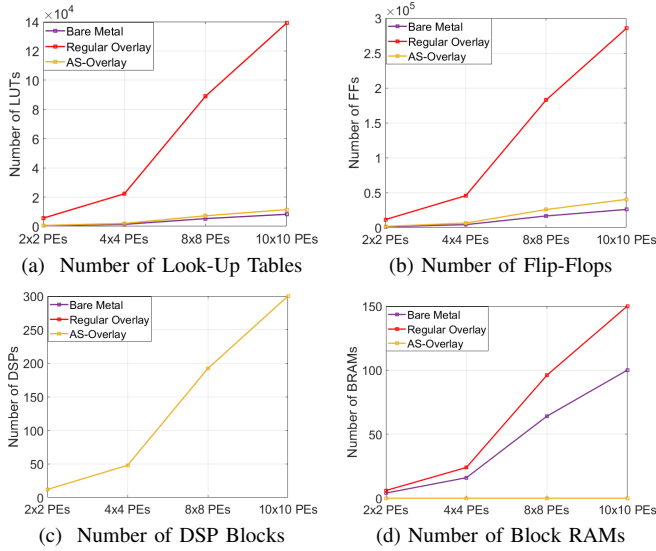 ×10⁴
14
12
10
8
6
4
2
0
Number of LUTs
Bare Metal
Regular Overlay
AS-Overlay
2x2 PEs
4x4 PEs
8x8 PEs
10x10 PEs
(a) Number of Look-Up Tables
×10⁵
3
2.5
2
1.5
1
0.5
0
Number of FFs
Bare Metal
Regular Overlay
AS-Overlay
2x2 PEs
4x4 PEs
8x8 PEs
10x10 PEs
(b) Number of Flip-Flops
300
250
200
150
100
50
0
Number of DSPs
Bare Metal
Regular Overlay
AS-Overlay
2x2 PEs
4x4 PEs
8x8 PEs
10x10 PEs
(c) Number of DSP Blocks
150
100
50
0
Number of BRAMs
Bare Metal
Regular Overlay
AS-Overlay
2x2 PEs
4x4 PEs
8x8 PEs
10x10 PEs
(d) Number of Block RAMs